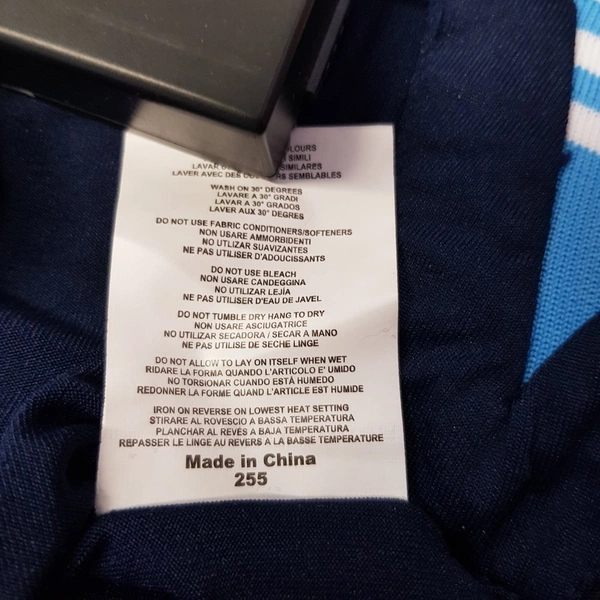 COLOURS
SIMILI
LAVAR SIMILARES
LAVER AVEC DES SEMBLABLES
WASH ON 30° DEGREES
LAVARE A 30° GRADI
LAVAR A 30° GRADOS
LAVER AUX 30° DEGRES
DO NOT USE FABRIC CONDITIONERS/SOFTENERS
NON USARE AMMORBIDENTI
NO UTLIZAR SUAVIZANTES
NE PAS UTILISER D'ADOUCISSANTS
DO NOT USE BLEACH
NON USARE CANDEGGINA
NO UTILIZAR LEJÍA
NE PAS UTILISER D'EAU DE JAVEL
DO NOT TUMBLE DRY HANG TO DRY
NON USARE ASCIUGATRICE
NO UTILIZAR SECADORA / SECAR A MANO
NE PAS UTILISE DE SECHE LINGE
DO NOT ALLOW TO LAY ON ITSELF WHEN WET
RIDARE LA FORMA QUANDO L'ARTICOLO E' UMIDO
NO TORSIONAR CUANDO ESTÁ HUMEDO
REDONNER LA FORME QUAND L'ARTICLE EST HUMIDE
IRON ON REVERSE ON LOWEST HEAT SETTING
STIRARE AL ROVESCIO A BASSA TEMPERATURA
PLANCHAR AL REVÉS A BAJA TEMPERATURA
REPASSER LE LINGE AU REVERS A LA BASSE TEMPERATURE
Made in China
255